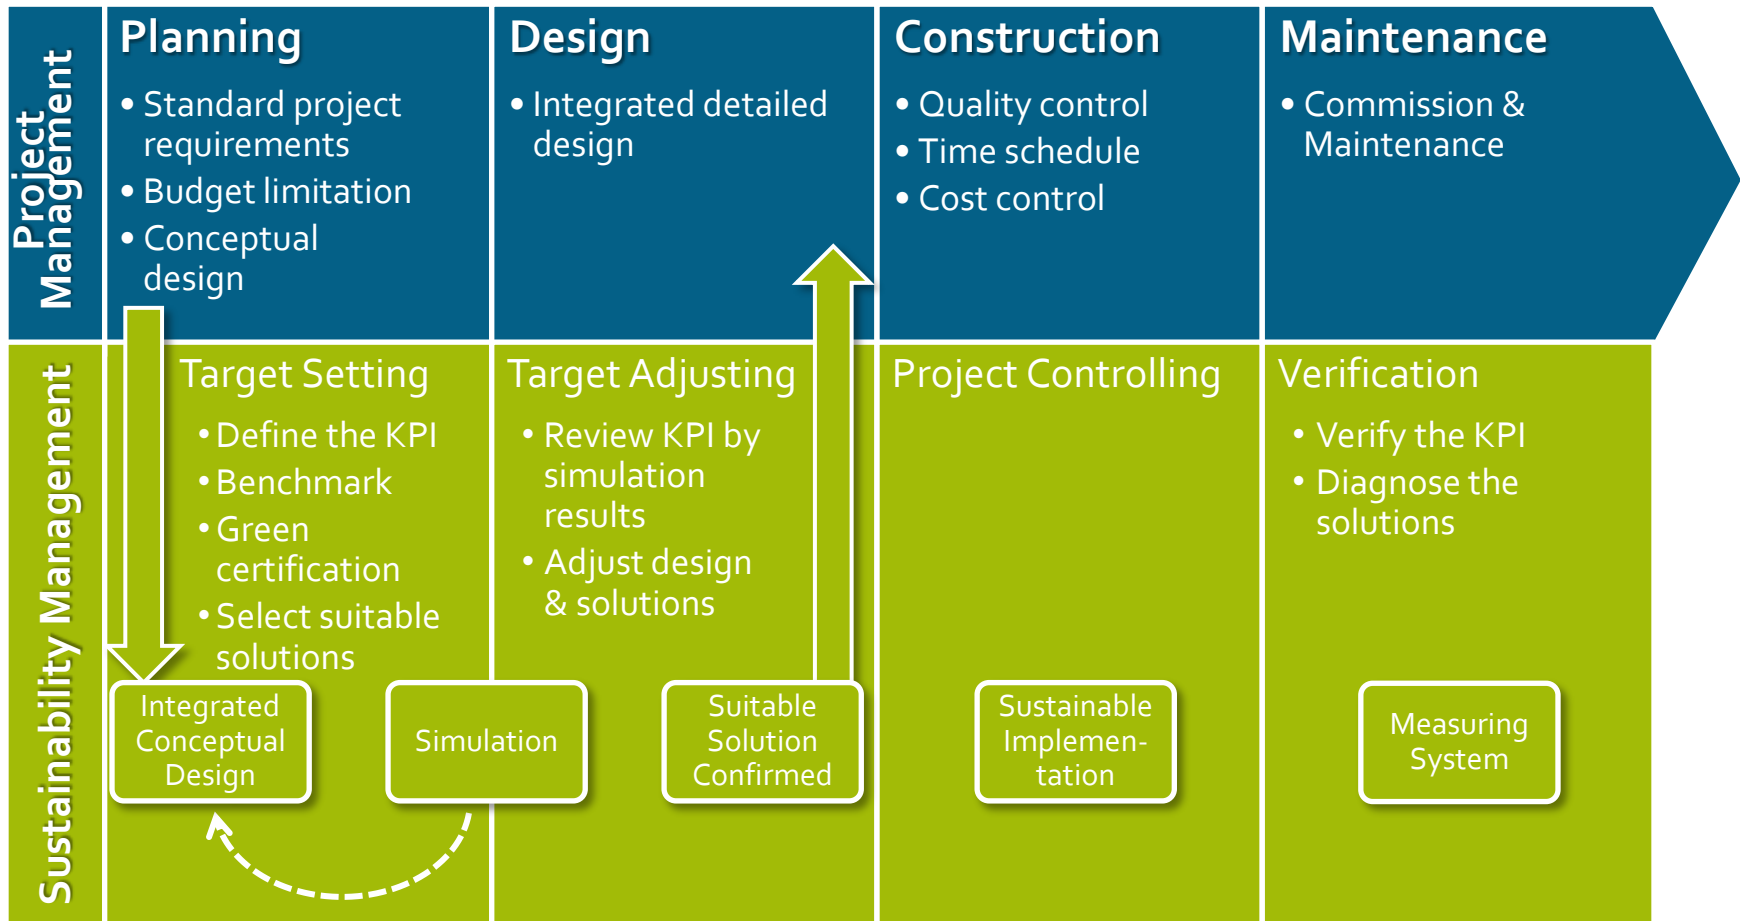 Project
Management
Planning
• Standard project
requirements
• Budget limitation
• Conceptual
design
Design
• Integrated detailed
design
Construction
• Quality control
• Time schedule
• Cost control
Maintenance
• Commission &
Maintenance
Sustainability Management
Target Setting
• Define the KPI
• Benchmark
• Green
certification
• Select suitable
solutions
Target Adjusting
• Review KPI by
simulation
results
• Adjust design
& solutions
Project Controlling
Verification
• Verify the KPI
• Diagnose the
solutions
Integrated
Conceptual
Design
Simulation
Suitable
Solution
Confirmed
Sustainable
Implemen-
tation
Measuring
System